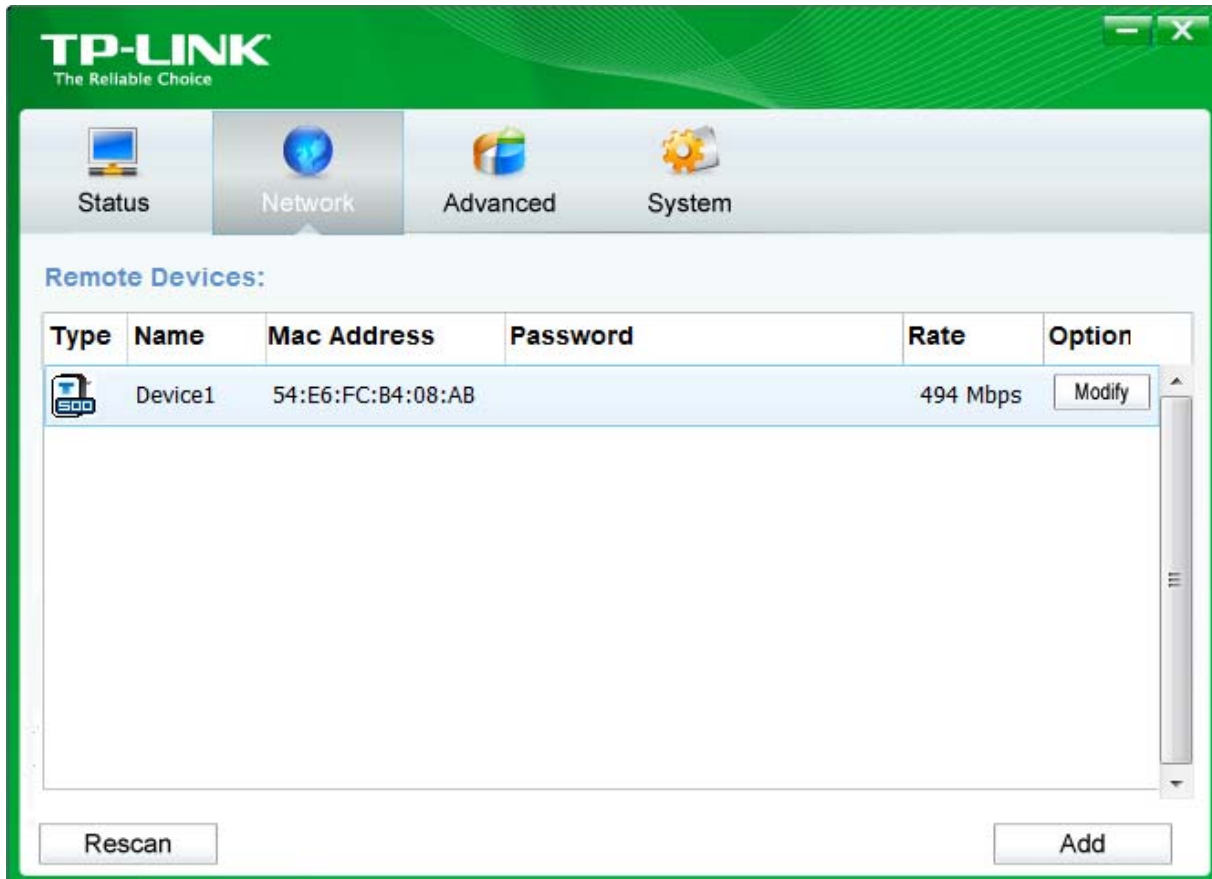 TP-LINK
The Reliable Choice
Status Network Advanced System
Remote Devices:
Type Name Mac Address Password Rate Option
T 500 Device1 54:E6:FC:B4:08:AB 494 Mbps Modify
Rescan Add